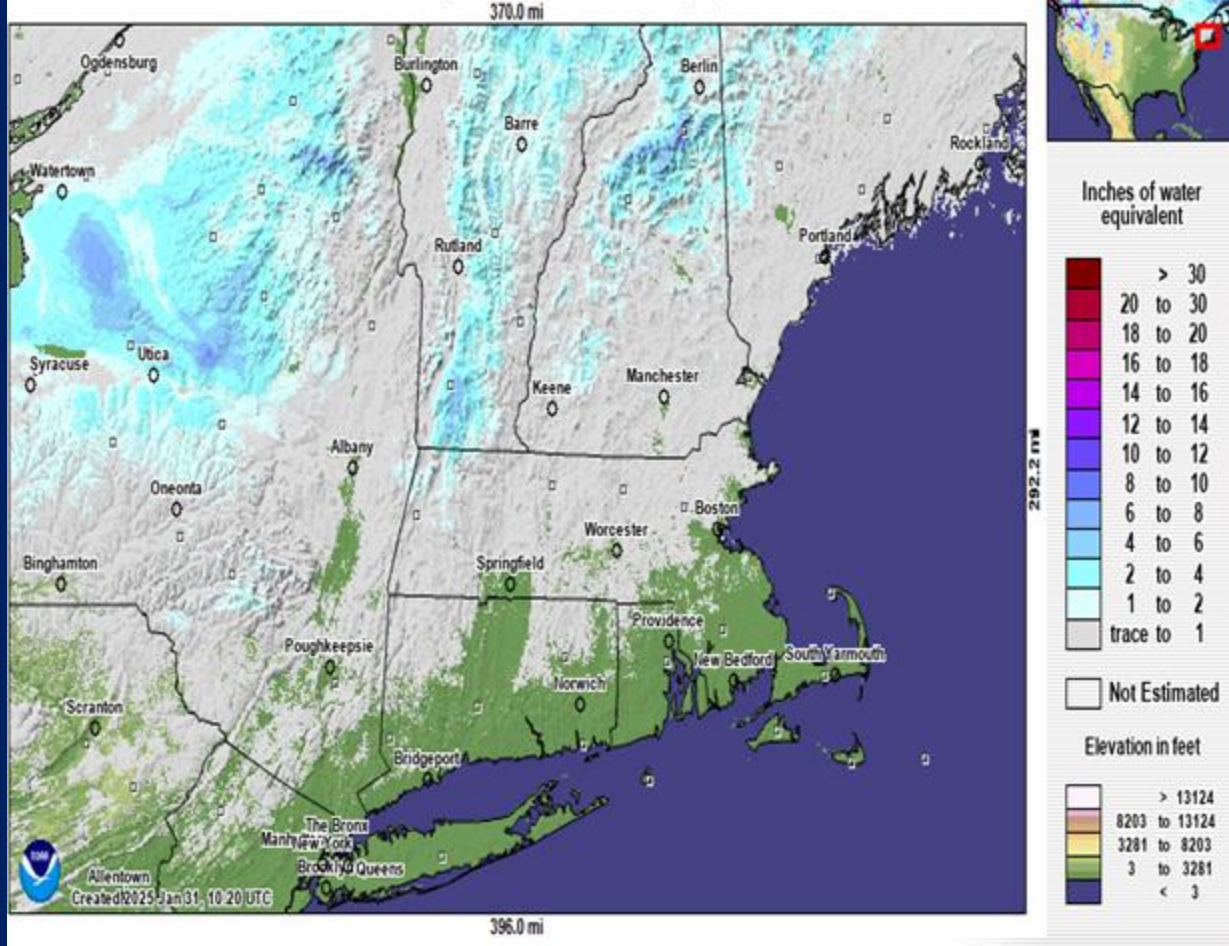 370.0 mi
Ogdensburg
Burlington
Berlin
Barre
Rockland
Watertown
Portland
Rutland
Utica
Syracuse
Keene
Manchester
Albany
Oneonta
Boston
Worcester
Binghamton
Springfield
Providence
Poughkeepsie
New Bedford
South Yarmouth
Norwich
Scranton
Bridgeport
The Bronx
New York
Brooklyn
Queens
Allentown
Created 2025 Jan 31, 10:20 UTC
396.0 mi
292.2 mi
Inches of water
equivalent
> 30
20 to 30
18 to 20
16 to 18
14 to 16
12 to 14
10 to 12
8 to 10
6 to 8
4 to 6
2 to 4
1 to 2
trace to 1
Not Estimated
Elevation in feet
> 13124
8203 to 13124
3281 to 8203
3 to 3281
< 3